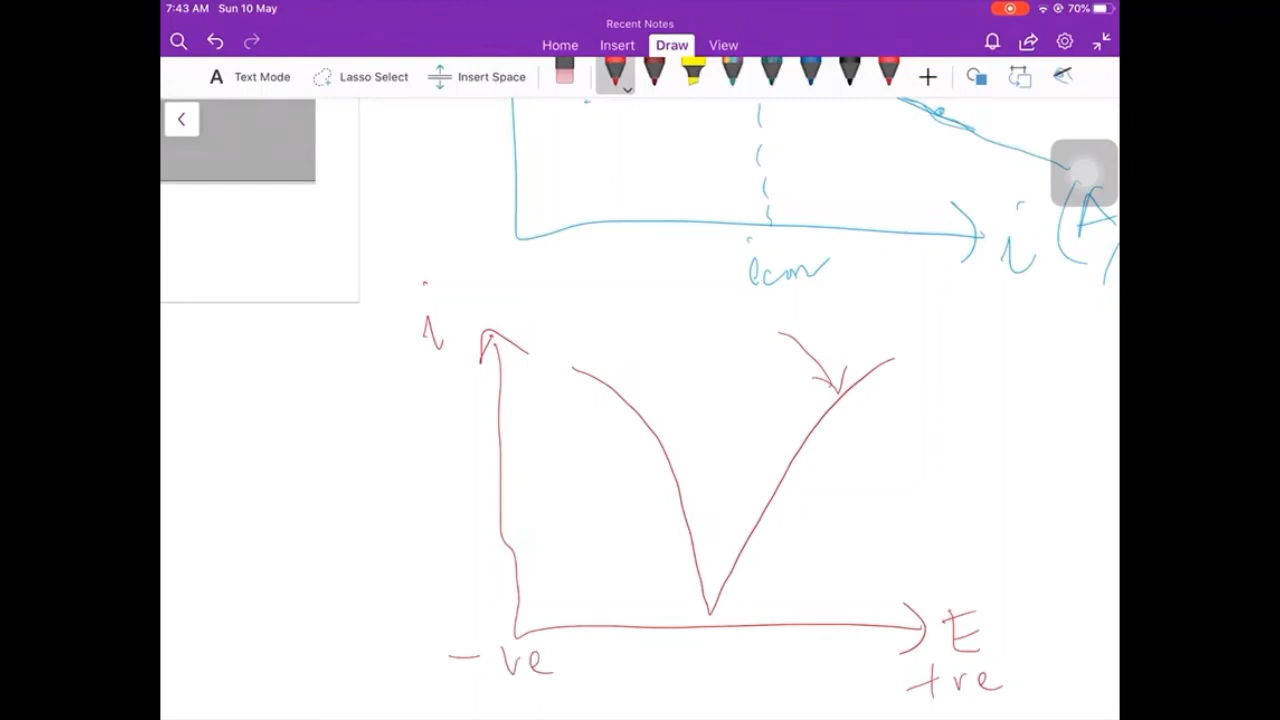 7:43 AM Sun 10 May
70%
Recent Notes
Home Insert Draw View
A Text Mode Lasso Select Insert Space
i (A)
icorr
i
E
-ve
+ve